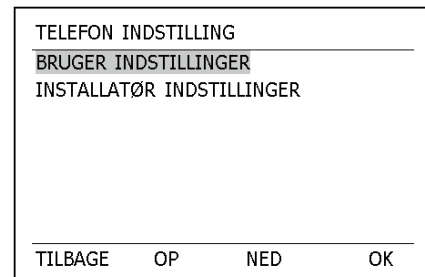 TELEFON INDSTILLING
BRUGER INDSTILLINGER
INSTALLATØR INDSTILLINGER
TILBAGE OP NED OK